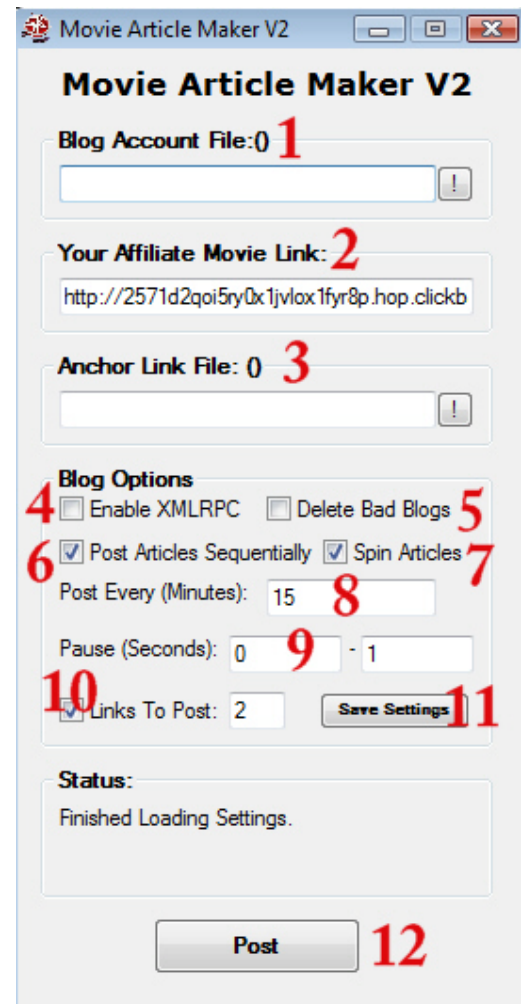 Movie Article Maker V2
Movie Article Maker V2
Blog Account File:() 1
!
Your Affiliate Movie Link: 2
http://2571d2qoi5ry0x1jvlox1fyr8p.hop.clickb
Anchor Link File: () 3
!
Blog Options
4 Enable XMLRPC Delete Bad Blogs 5
6 Post Articles Sequentially Spin Articles 7
Post Every (Minutes): 15 8
Pause (Seconds): 0 9 - 1
10 Links To Post: 2 Save Settings 11
Status:
Finished Loading Settings.
Post 12